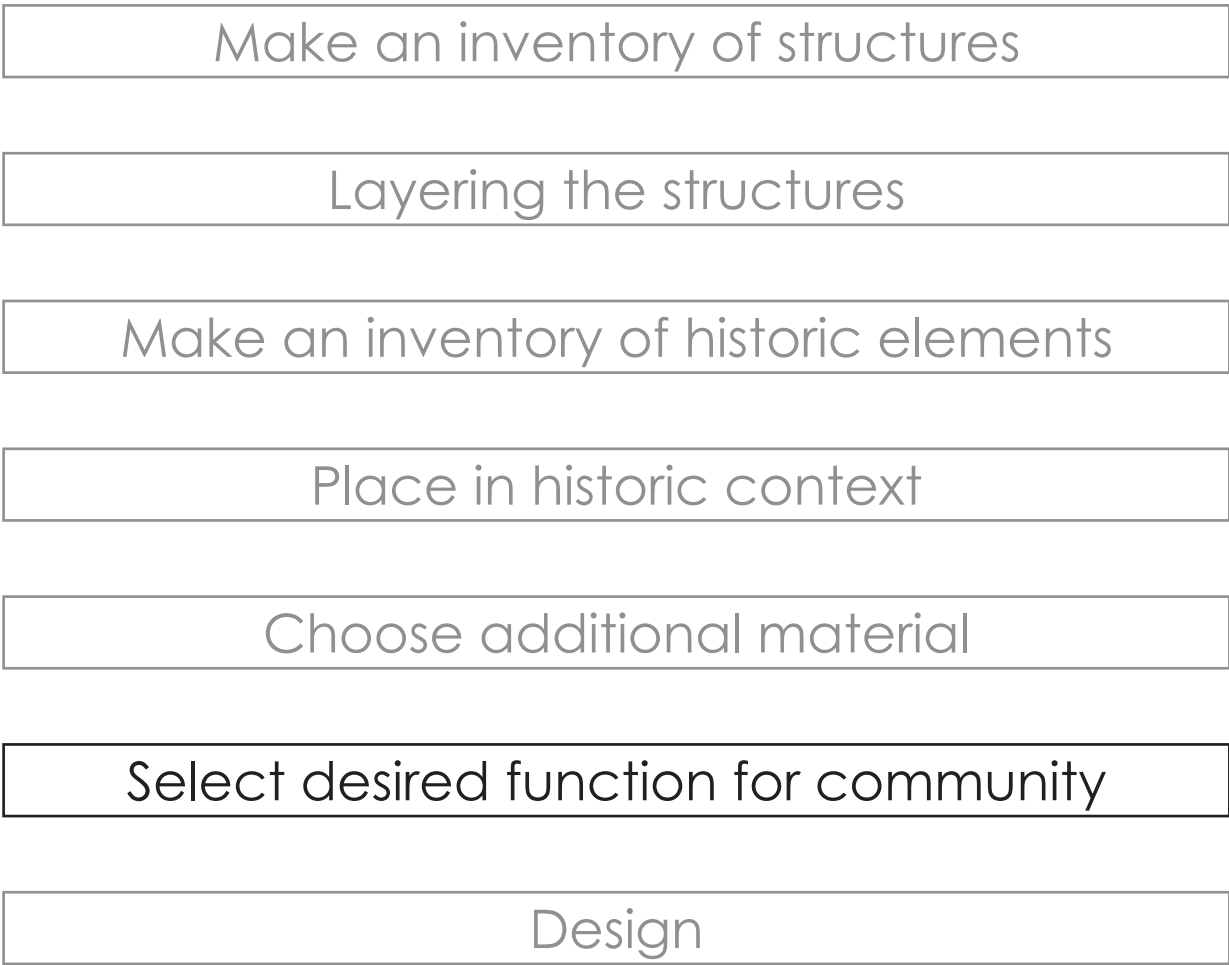 Make an inventory of structures
Layering the structures
Make an inventory of historic elements
Place in historic context
Choose additional material
Select desired function for community
Design